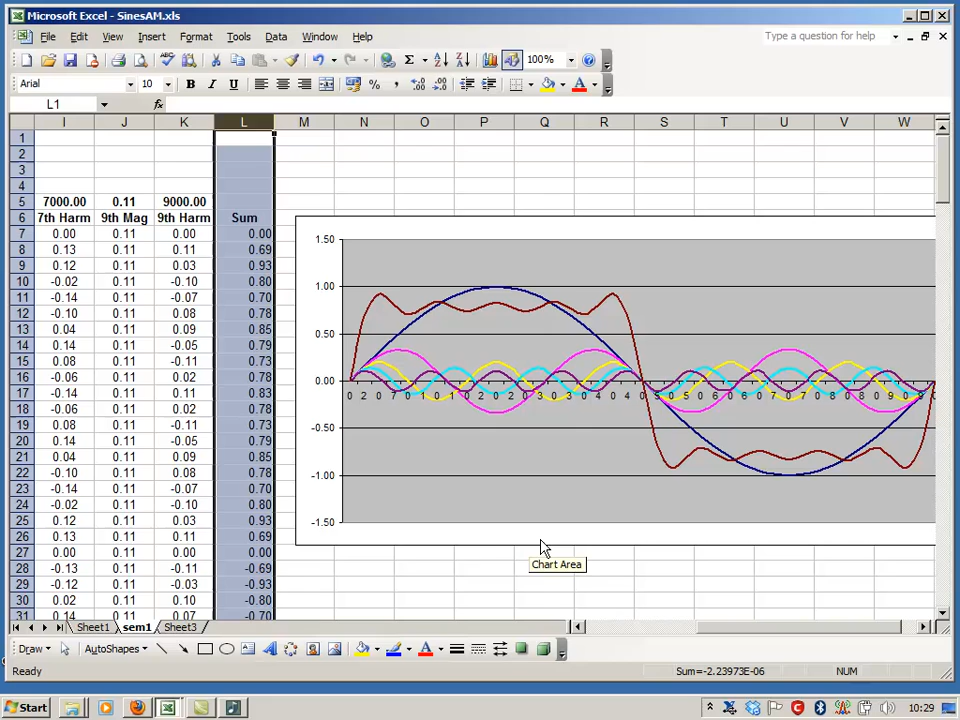 Microsoft Excel - SinesAM.xls
File Edit View Insert Format Tools Data Window Help Type a question for help
100%
Arial 10 B I U
L1 fx
I J K L M N O P Q R S T U V W
1
2
3
4
5 7000.00 0.11 9000.00
6 7th Harm 9th Mag 9th Harm Sum
7 0.00 0.11 0.00 0.00
8 0.13 0.11 0.11 0.69
9 0.12 0.11 0.03 0.93
10 -0.02 0.11 -0.10 0.80
11 -0.14 0.11 -0.07 0.70
12 -0.10 0.11 0.08 0.78
13 0.04 0.11 0.09 0.85
14 0.14 0.11 -0.05 0.79
15 0.08 0.11 -0.11 0.73
16 -0.06 0.11 0.02 0.78
17 -0.14 0.11 0.11 0.83
18 -0.06 0.11 0.02 0.78
19 0.08 0.11 -0.11 0.73
20 0.14 0.11 -0.05 0.79
21 0.04 0.11 0.09 0.85
22 -0.10 0.11 0.08 0.78
23 -0.14 0.11 -0.07 0.70
24 -0.02 0.11 -0.10 0.80
25 0.12 0.11 0.03 0.93
26 0.13 0.11 0.11 0.69
27 0.00 0.11 0.00 0.00
28 -0.13 0.11 -0.11 -0.69
29 -0.12 0.11 -0.03 -0.93
30 0.02 0.11 0.10 -0.80
31 0.14 0.11 0.07 -0.70
1.50
1.00
0.50
0.00
-0.50
-1.00
-1.50
Chart Area
Sheet1 sem1 Sheet3
Draw AutoShapes
Ready Sum=-2.23973E-06 NUM
Start 10:29